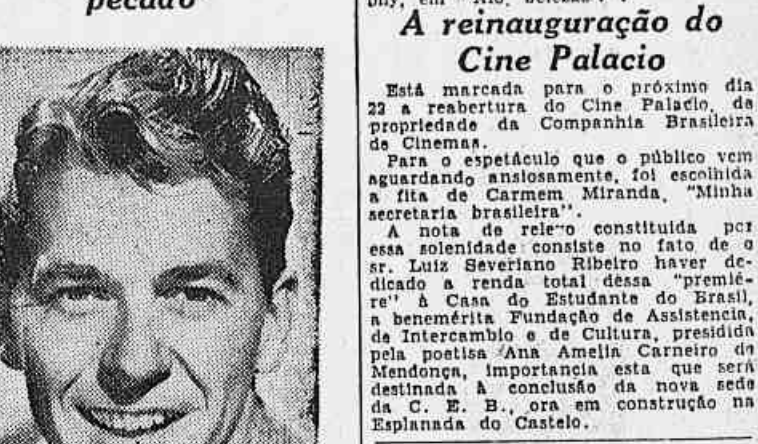 pecado
A reinauguração do
Cine Palacio
Está marcada para o próximo dia
22 a reabertura do Cine Palacio, de
propriedade da Companhia Brasileira
de Cinemas.
Para o espetáculo que o público vem
aguardando ansiosamente, foi escolhida
a fita de Carmem Miranda, "Minha
secretaria brasileira".
A nota de relevo constituida por
essa solenidade consiste no fato de o
sr. Luiz Severiano Ribeiro haver de-
dicado a renda total dessa "premié-
re" à Casa do Estudante do Brasil,
a benemérita Fundação de Assistencia,
de Intercambio e de Cultura, presidida
pela poetisa Ana Amelia Carneiro de
Mendonça, importancia esta que será
destinada à conclusão da nova sede
da C. E. B., ora em construção na
Esplanada do Castelo.